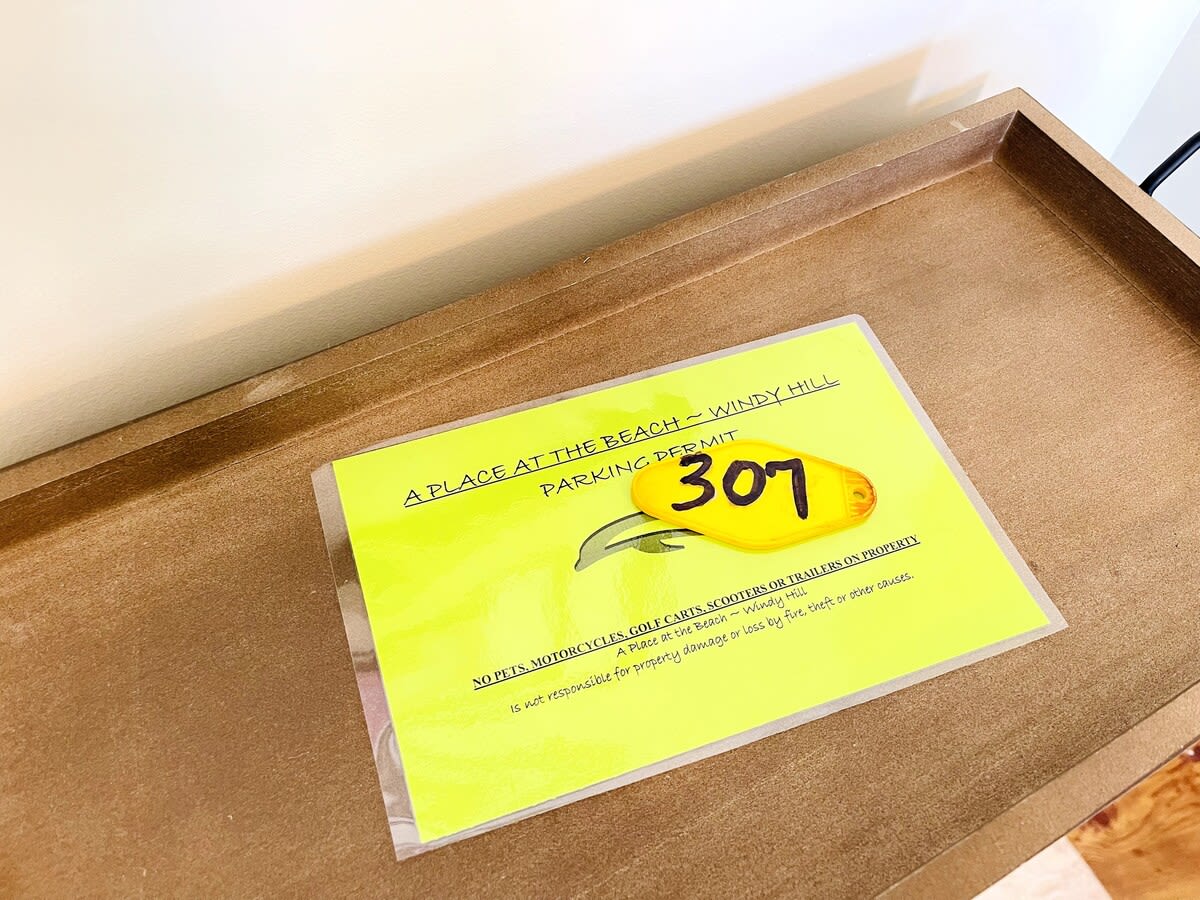 A PLACE AT THE BEACH ~ WINDY HILL
PARKING PERMIT
307
NO PETS, MOTORCYCLES, GOLF CARTS, SCOOTERS OR TRAILERS ON PROPERTY
A Place at the Beach ~ Windy Hill
Is not responsible for property damage or loss by fire, theft or other causes.